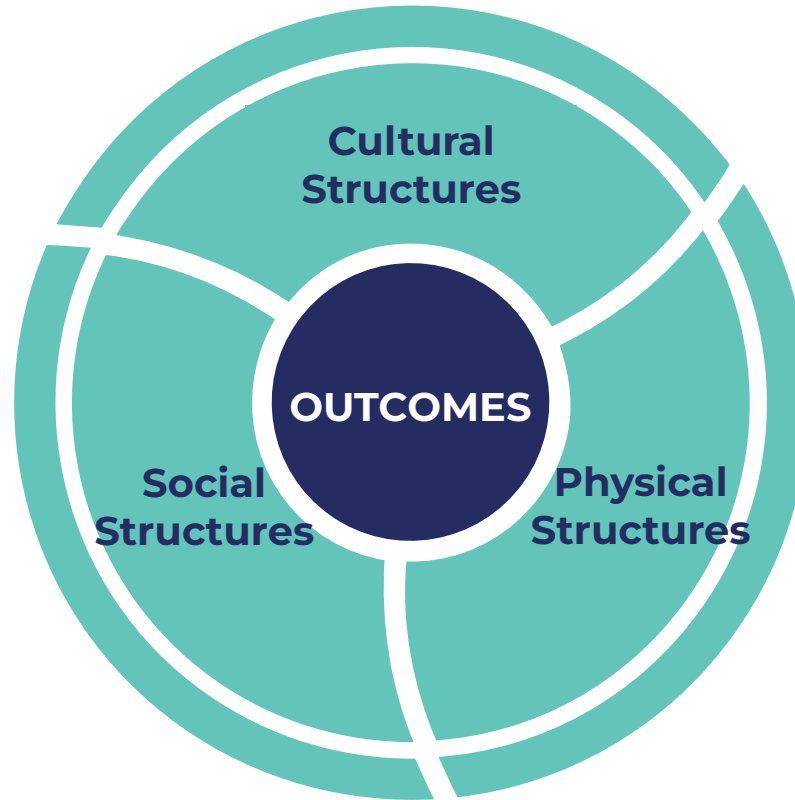 Cultural
Structures
OUTCOMES
Social
Structures
Physical
Structures